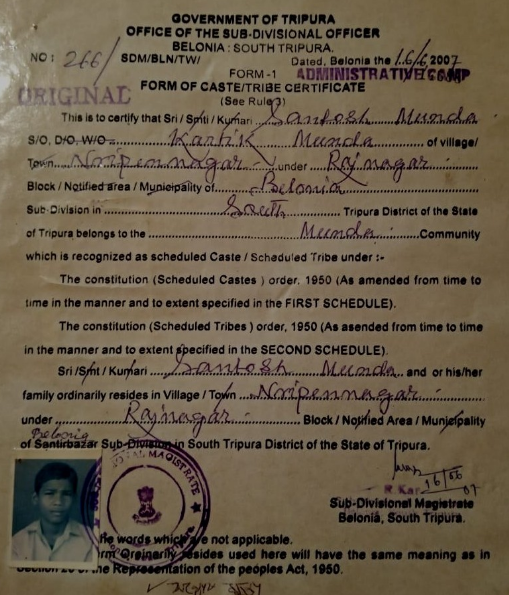 GOVERNMENT OF TRIPURA
OFFICE OF THE SUB-DIVISIONAL OFFICER
BELONIA : SOUTH TRIPURA.
NO : 266/ SDM/BLN/TW/ Dated, Belonia the 16/6/2007
FORM -1 ADMINISTRATIVE CAMP
ORIGINAL FORM OF CASTE/TRIBE CERTIFICATE
(See Rule 3)
This is to certify that Sri / Smti / Kumari Santosh Munda
S/O, D/O, W/O Kartik Munda of village/
Town Nripennagar under Rajnagar
Block / Notified area / Municipality of Belonia
Sub-Division in South Tripura District of the State
of Tripura belongs to the Munda Community
which is recognized as scheduled Caste / Scheduled Tribe under :-
The constitution (Scheduled Castes) order, 1950 (As amended from time to
time in the manner and to extent specified in the FIRST SCHEDULE).
The constitution (Scheduled Tribes) order, 1950 (As asended from time to time
in the manner and to extent specified in the SECOND SCHEDULE).
Sri /Smt / Kumari Santosh Munda and or his/her
family ordinarily resides in Village / Town Nripennagar
under Rajnagar Block / Notified Area / Municipality
Belonia
of Santirbazar Sub-Division in South Tripura District of the State of Tripura.
16/06/07
R. Kar
Sub-Divisional Magistrate
Belonia, South Tripura.
MAGISTRATE
he words which are not applicable.
rm Orginerily resides used here will have the same meaning as in
Section 20 of the Representation of the peoples Act, 1950.